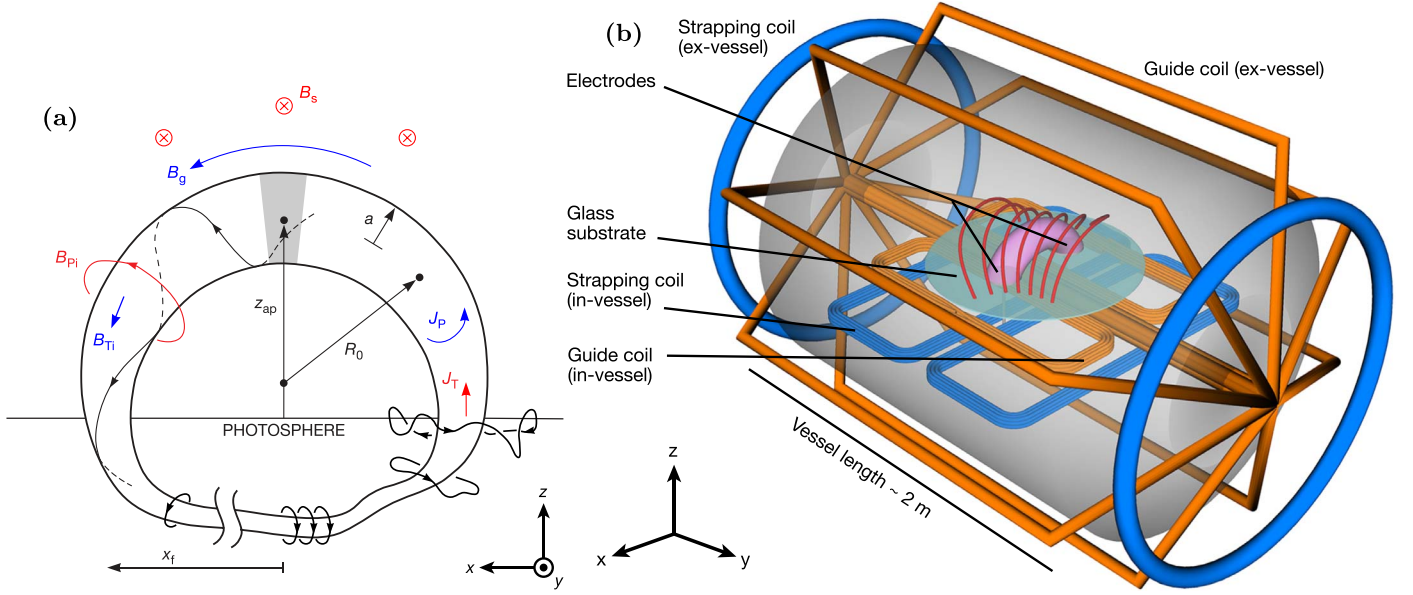 (a)
B_s
B_g
a
B_Pi
B_Ti
z_ap
R_0
J_P
J_T
PHOTOSPHERE
x_f
z
x
y
(b)
Strapping coil
(ex-vessel)
Electrodes
Guide coil (ex-vessel)
Glass
substrate
Strapping coil
(in-vessel)
Guide coil
(in-vessel)
Vessel length ~ 2 m
z
x
y